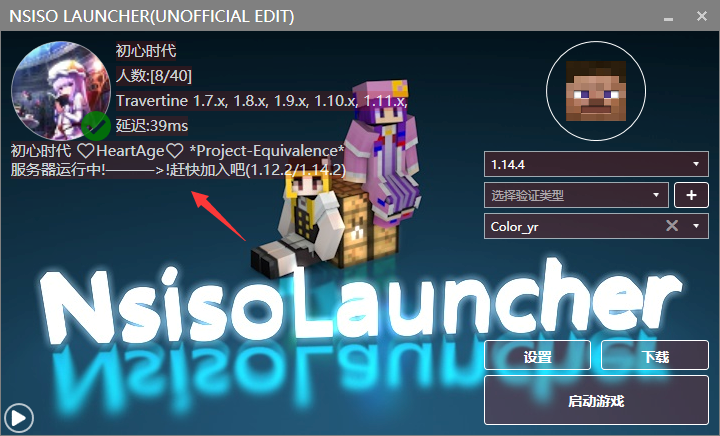 NSISO LAUNCHER(UNOFFICIAL EDIT)
初心时代
人数:[8/40]
Travertine 1.7.x, 1.8.x, 1.9.x, 1.10.x, 1.11.x,
延迟:39ms
初心时代 ♡HeartAge♡ *Project-Equivalence*
服务器运行中!———>!赶快加入吧(1.12.2/1.14.2)
1.14.4
选择验证类型
+
Color_yr
NsisoLauncher
NsisoLauncher
设置
下载
启动游戏